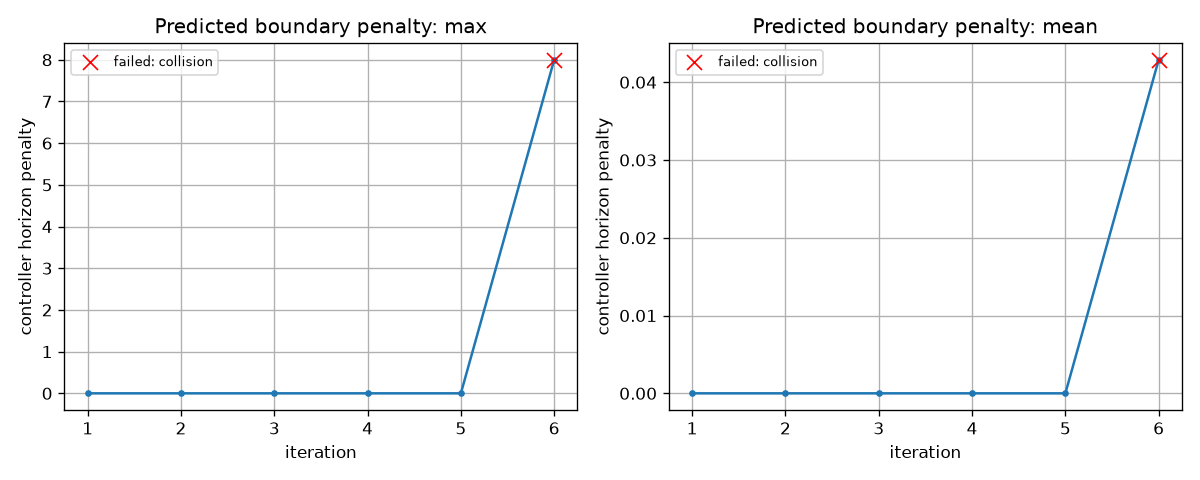 Predicted boundary penalty: max
failed: collision
controller horizon penalty
8
7
6
5
4
3
2
1
0
1 2 3 4 5 6
iteration
Predicted boundary penalty: mean
failed: collision
controller horizon penalty
0.04
0.03
0.02
0.01
0.00
1 2 3 4 5 6
iteration